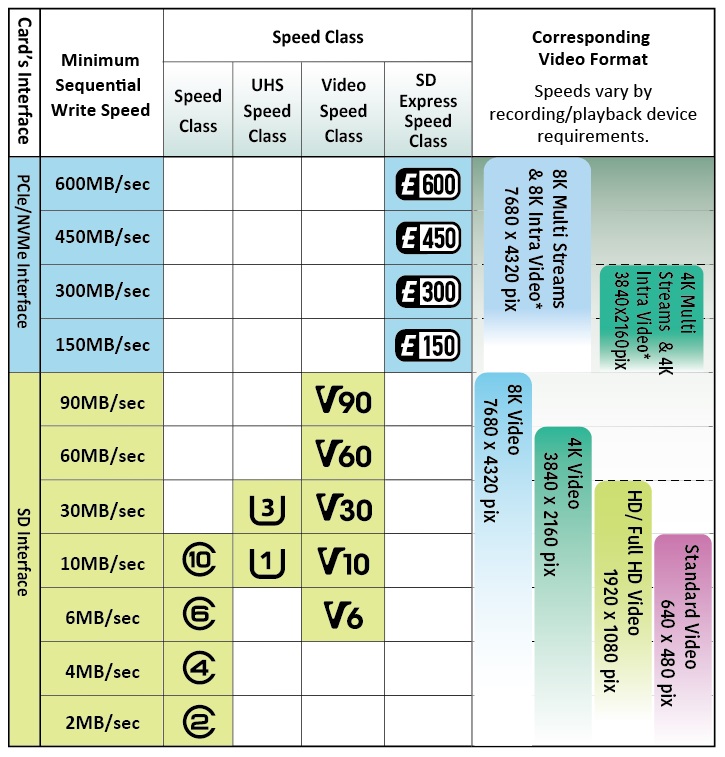 Card's Interface
Minimum
Sequential
Write Speed
Speed Class
Speed
Class
UHS
Speed
Class
Video
Speed
Class
SD
Express
Speed
Class
Corresponding
Video Format
Speeds vary by
recording/playback device
requirements.
PCIe/NVMe Interface
600MB/sec
E600
450MB/sec
E450
300MB/sec
E300
150MB/sec
E150
8K Multi Streams
& 8K Intra Video*
7680 x 4320 pix
4K Multi
Streams & 4K
Intra Video*
3840x2160pix
SD Interface
90MB/sec
V90
60MB/sec
V60
30MB/sec
3
V30
10MB/sec
10
1
V10
6MB/sec
6
V6
4MB/sec
4
2MB/sec
2
8K Video
7680 x 4320 pix
4K Video
3840 x 2160 pix
HD/ Full HD Video
1920 x 1080 pix
Standard Video
640 x 480 pix